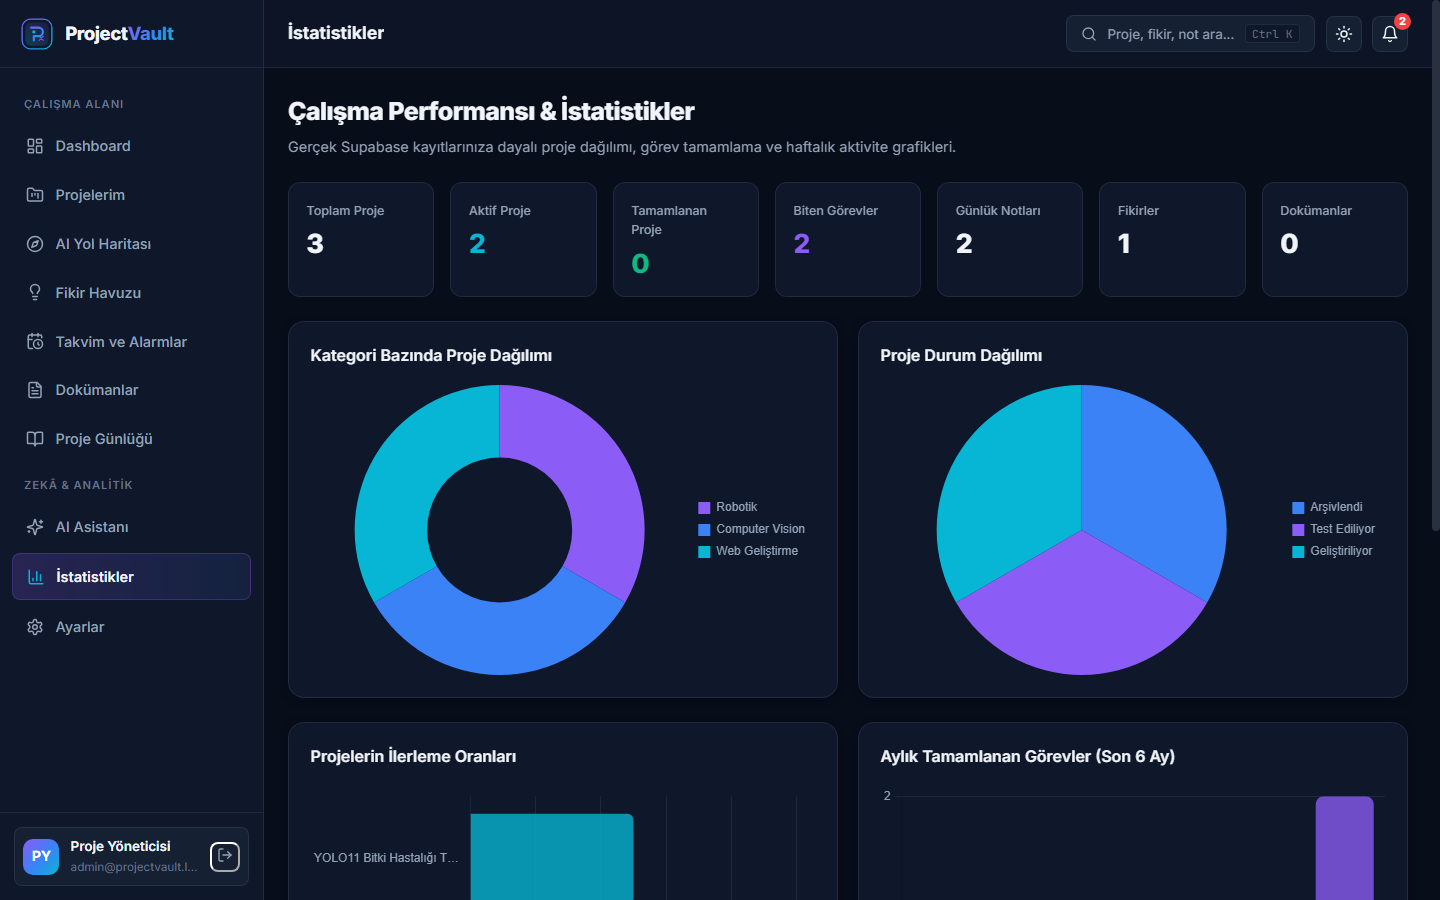 ProjectVault
ÇALIŞMA ALANI
Dashboard
Projelerim
AI Yol Haritası
Fikir Havuzu
Takvim ve Alarmlar
Dokümanlar
Proje Günlüğü
ZEKÂ & ANALİTİK
AI Asistanı
İstatistikler
Ayarlar
PY
Proje Yöneticisi
admin@projectvault.l...
İstatistikler
Proje, fikir, not ara...
Ctrl K
2
Çalışma Performansı & İstatistikler
Gerçek Supabase kayıtlarınıza dayalı proje dağılımı, görev tamamlama ve haftalık aktivite grafikleri.
Toplam Proje
3
Aktif Proje
2
Tamamlanan
Proje
0
Biten Görevler
2
Günlük Notları
2
Fikirler
1
Dokümanlar
0
Kategori Bazında Proje Dağılımı
Robotik
Computer Vision
Web Geliştirme
Proje Durum Dağılımı
Arşivlendi
Test Ediliyor
Geliştiriliyor
Projelerin İlerleme Oranları
YOLO11 Bitki Hastalığı T...
Aylık Tamamlanan Görevler (Son 6 Ay)
2